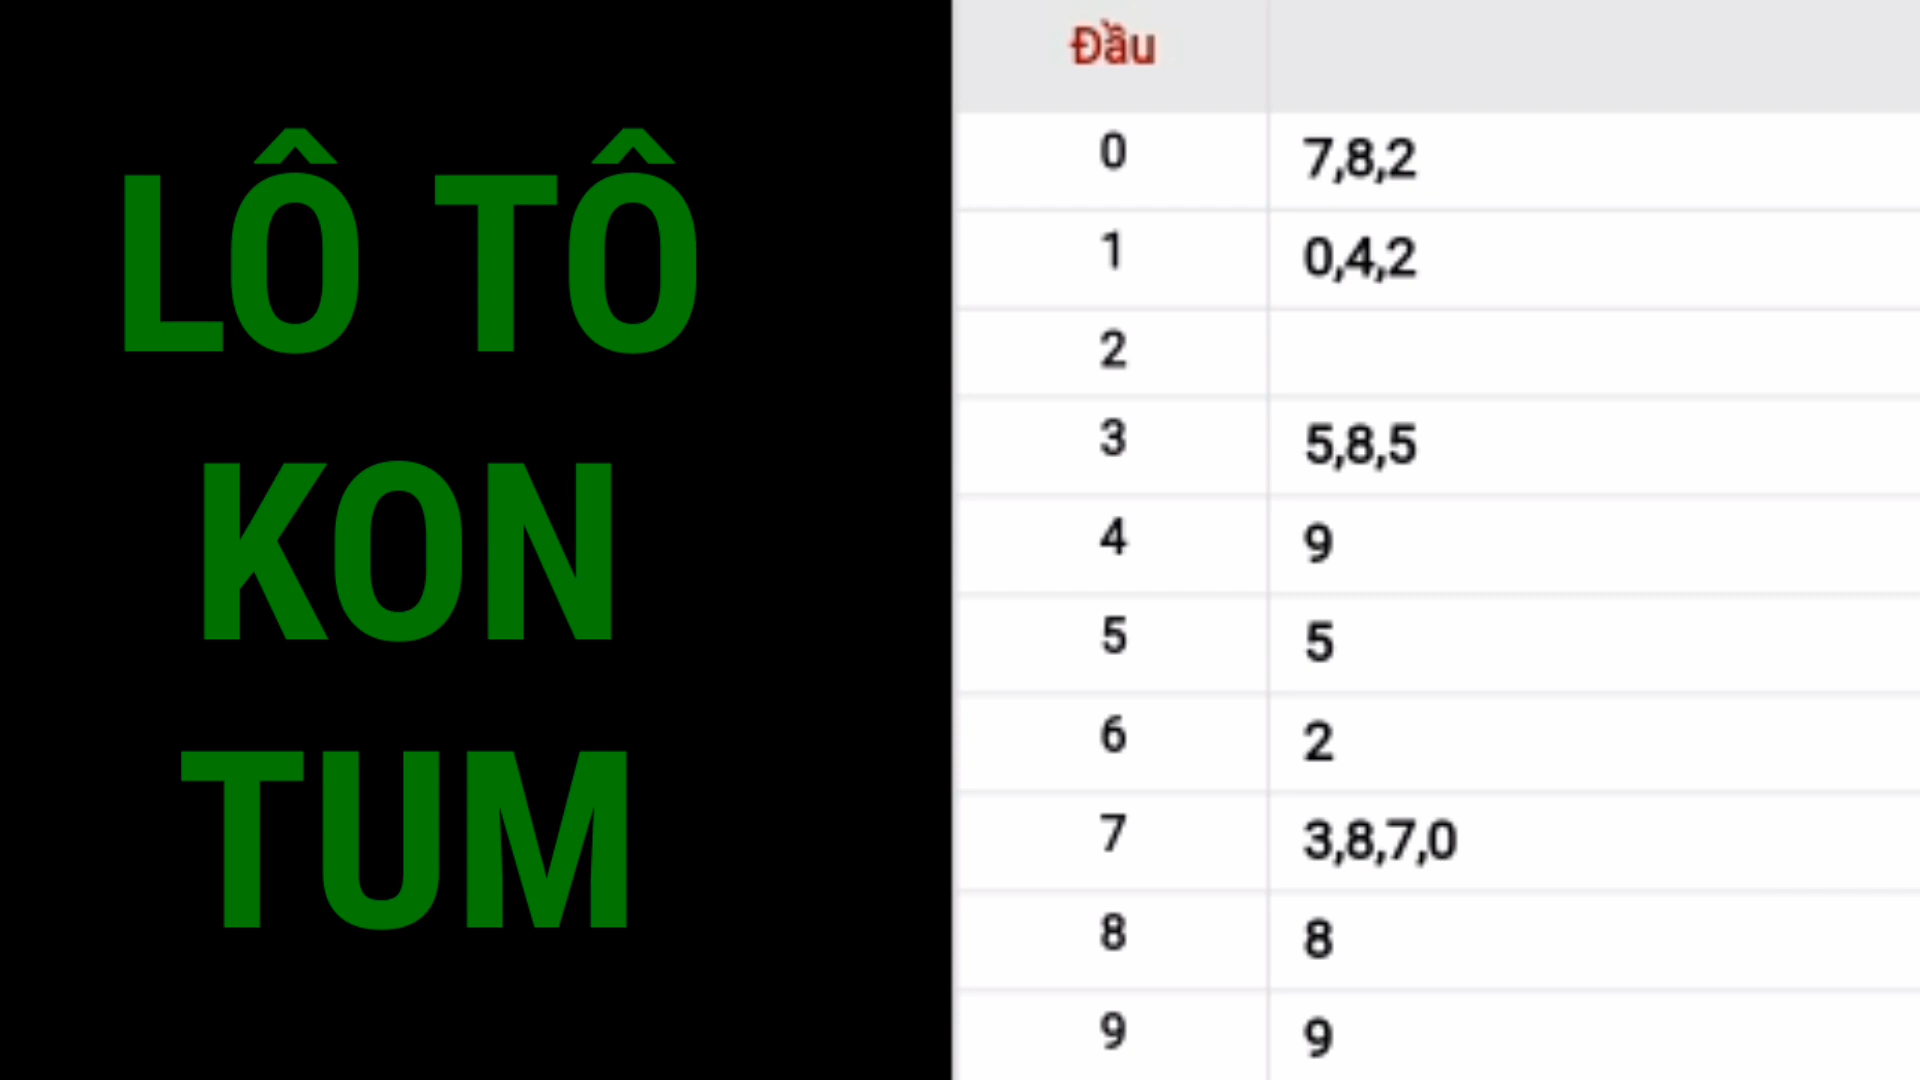 LÔ TÔ
KON
TUM
Đầu
0 7,8,2
1 0,4,2
2
3 5,8,5
4 9
5 5
6 2
7 3,8,7,0
8 8
9 9